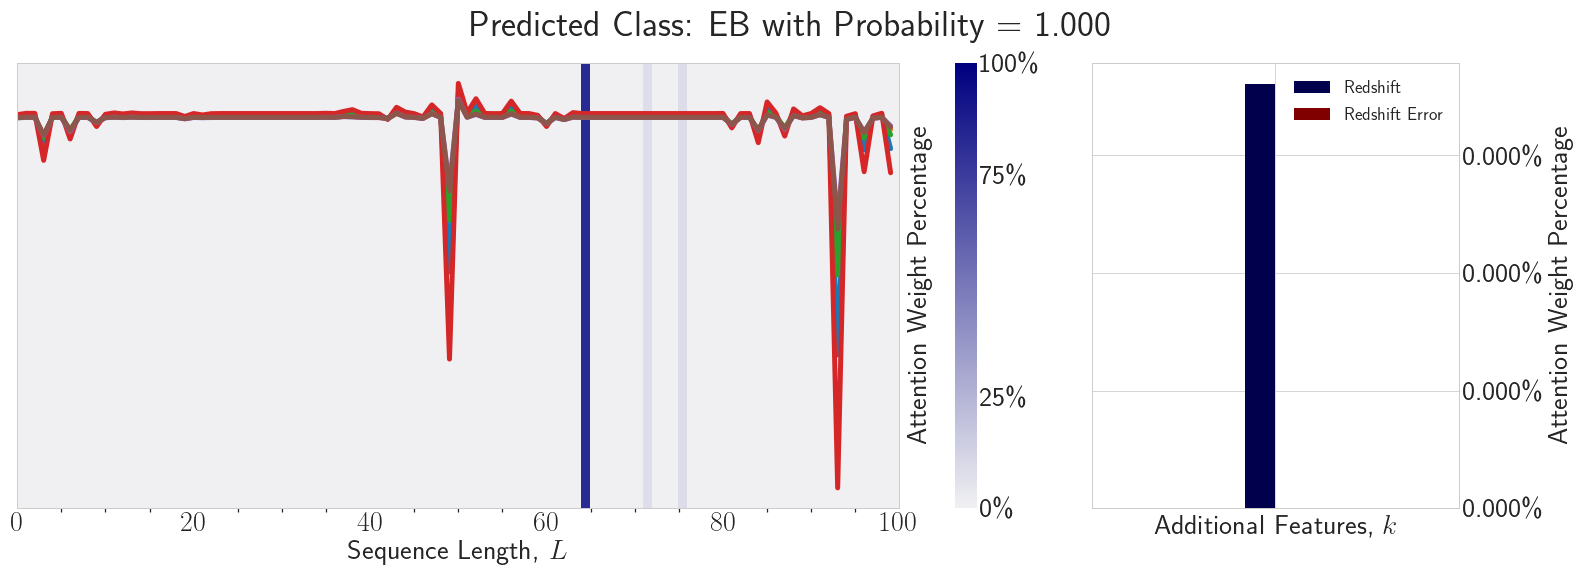 Predicted Class: EB with Probability = 1.000
0 20 40 60 80 100
Sequence Length, L
100%
75%
25%
0%
Attention Weight Percentage
Redshift
Redshift Error
0.000%
0.000%
0.000%
0.000%
Attention Weight Percentage
Additional Features, k